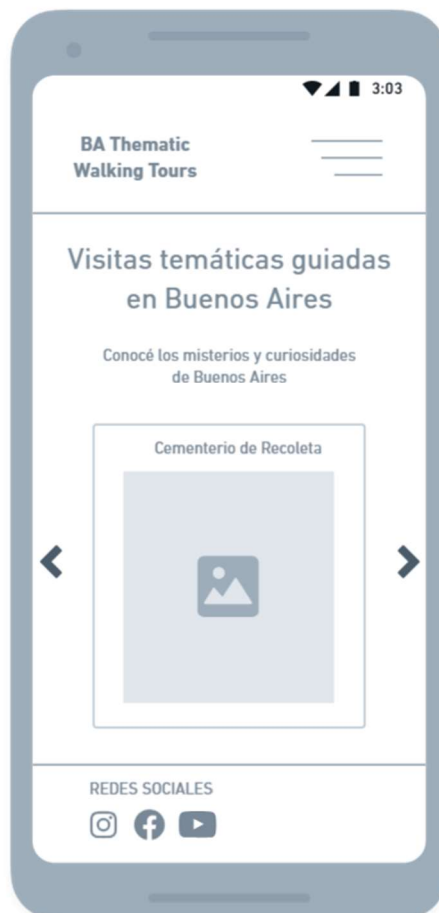 3:03
BA Thematic
Walking Tours
Visitas temáticas guiadas
en Buenos Aires
Conocé los misterios y curiosidades
de Buenos Aires
Cementerio de Recoleta
REDES SOCIALES